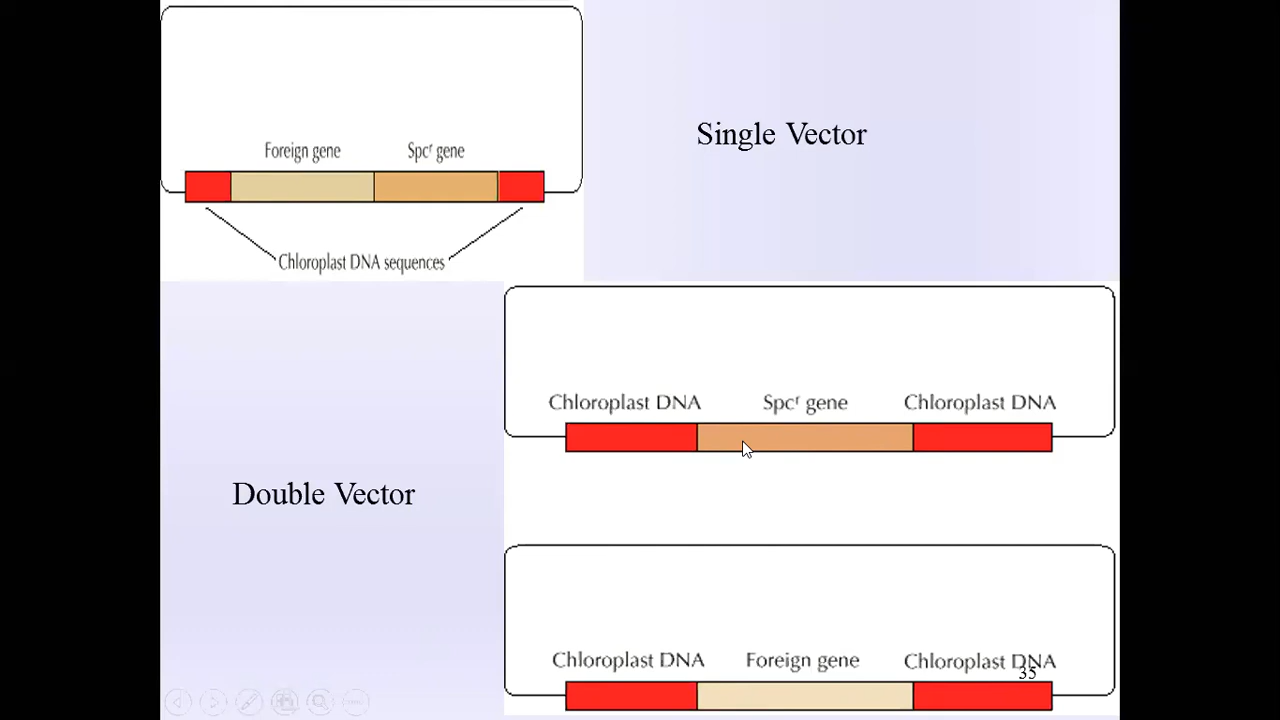 Foreign gene Spcʳ gene
Single Vector
Chloroplast DNA sequences
Chloroplast DNA Spcʳ gene Chloroplast DNA
Double Vector
Chloroplast DNA Foreign gene Chloroplast DNA
35